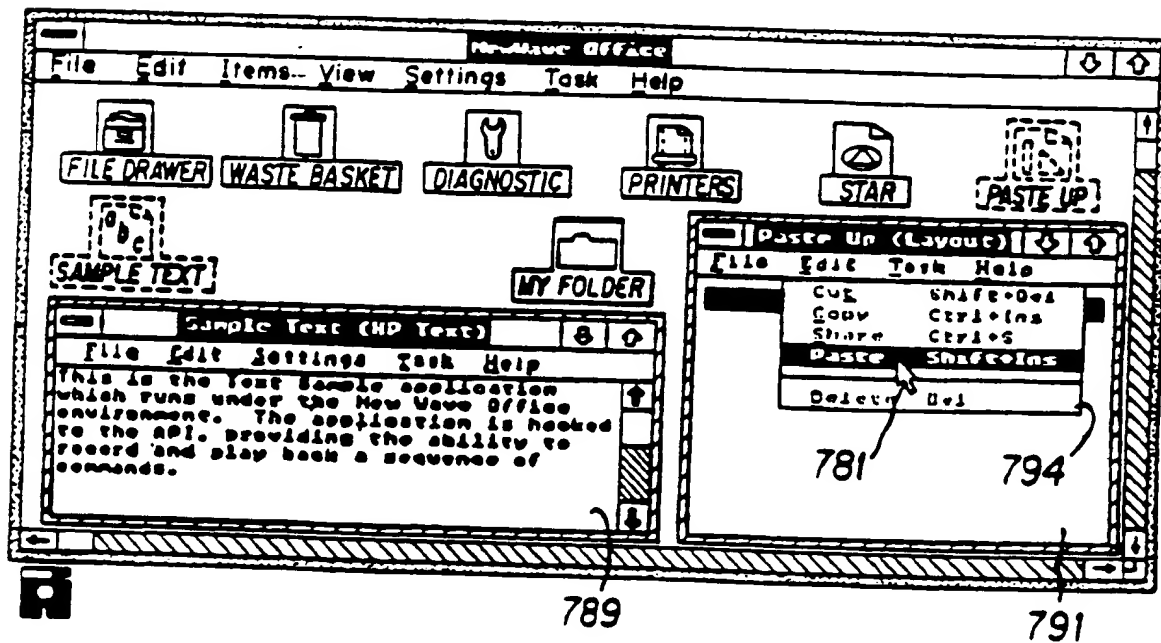 NewWave Office
File Edit Items.. View Settings Task Help
FILE DRAWER WASTE BASKET DIAGNOSTIC PRINTERS STAR PASTE UP
SAMPLE TEXT MY FOLDER
Paste Up (Layout)
File Edit Task Help
Cut Shift+Del
Copy Ctrl+Ins
Share Ctrl+S
Paste Shift+Ins
Delete Del
Sample Text (HP Text)
File Edit Settings Task Help
This is the Text Sample application
which runs under the New Wave Office
environment. The application is hooked
to the API, providing the ability to
record and play back a sequence of
commands.
abc
781 794
789 791